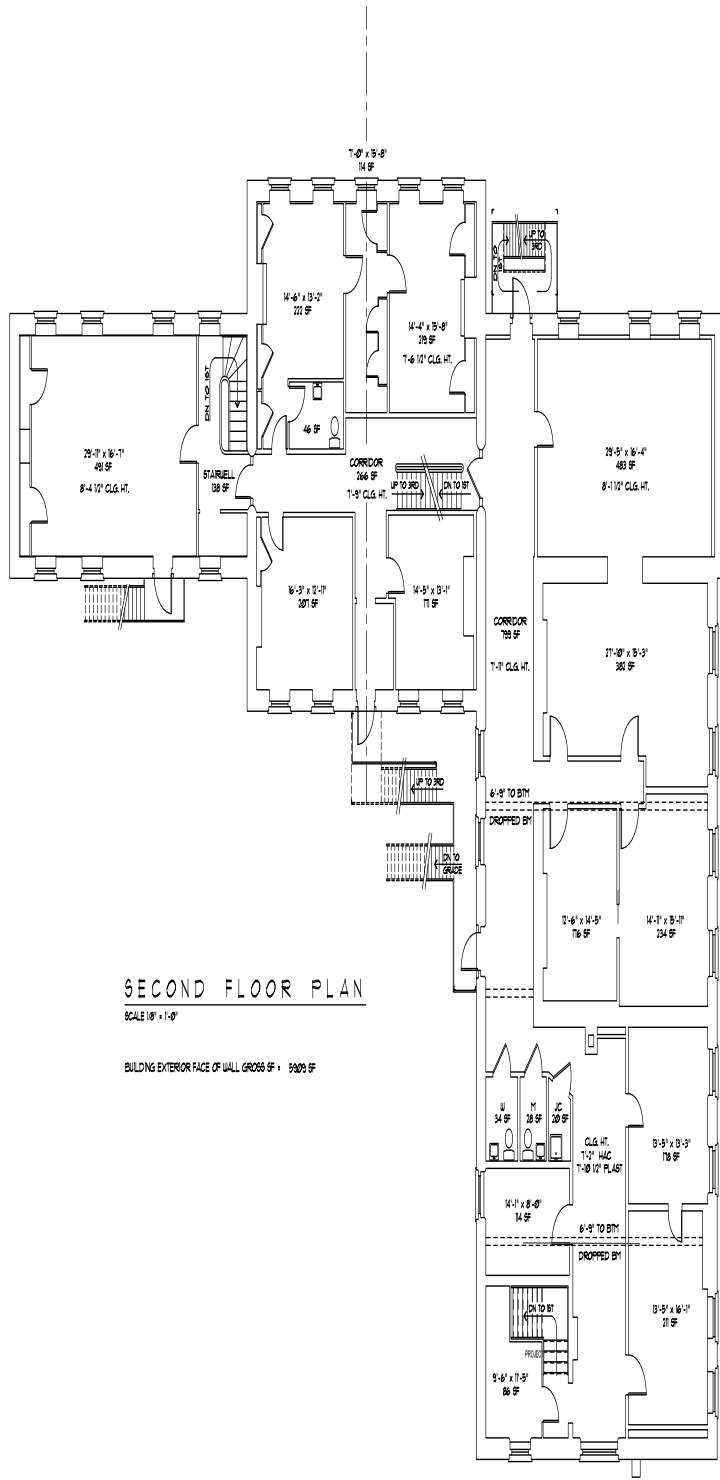 7'-0" x 15'-8"
114 SF
UP TO
3RD
DN TO
1ST
14'-6" x 13'-2"
222 SF
14'-4" x 15'-8"
219 SF
7'-6 1/2" CLG. HT.
DN TO 1ST
46 SF
29'-11" x 16'-7"
491 SF
8'-4 1/2" CLG. HT.
STAIRWELL
138 SF
CORRIDOR
266 SF
7'-9" CLG. HT.
UP TO 3RD
DN TO 1ST
29'-5" x 16'-4"
483 SF
8'-1 1/2" CLG. HT.
16'-3" x 12'-11"
207 SF
14'-5" x 13'-1"
171 SF
CORRIDOR
799 SF
7'-11" CLG. HT.
27'-10" x 15'-3"
382 SF
UP TO 3RD
6'-9" TO BTM
DROPPED BM
DN TO
GRADE
12'-6" x 14'-5"
176 SF
14'-11" x 15'-11"
234 SF
SECOND FLOOR PLAN
SCALE 1/8" = 1'-0"
BUILDING EXTERIOR FACE OF WALL GROSS SF = 5909 SF
W
34 SF
M
28 SF
JC
20 SF
CLG. HT.
7'-2" HAC
7'-10 1/2" PLAST
13'-5" x 13'-3"
178 SF
14'-1" x 8'-0"
114 SF
6'-9" TO BTM
DROPPED BM
DN TO 1ST
PROJEC
13'-5" x 16'-1"
211 SF
9'-6" x 11'-5"
86 SF